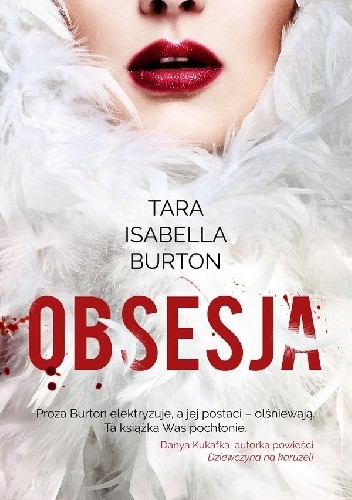 TARA
ISABELLA
BURTON
OBSESJA
Proza Burton elektryzuje, a jej postaci – olśniewają.
Ta książka Was pochłonie.
Danya Kukafka, autorka powieści
Dziewczyna na karuzeli